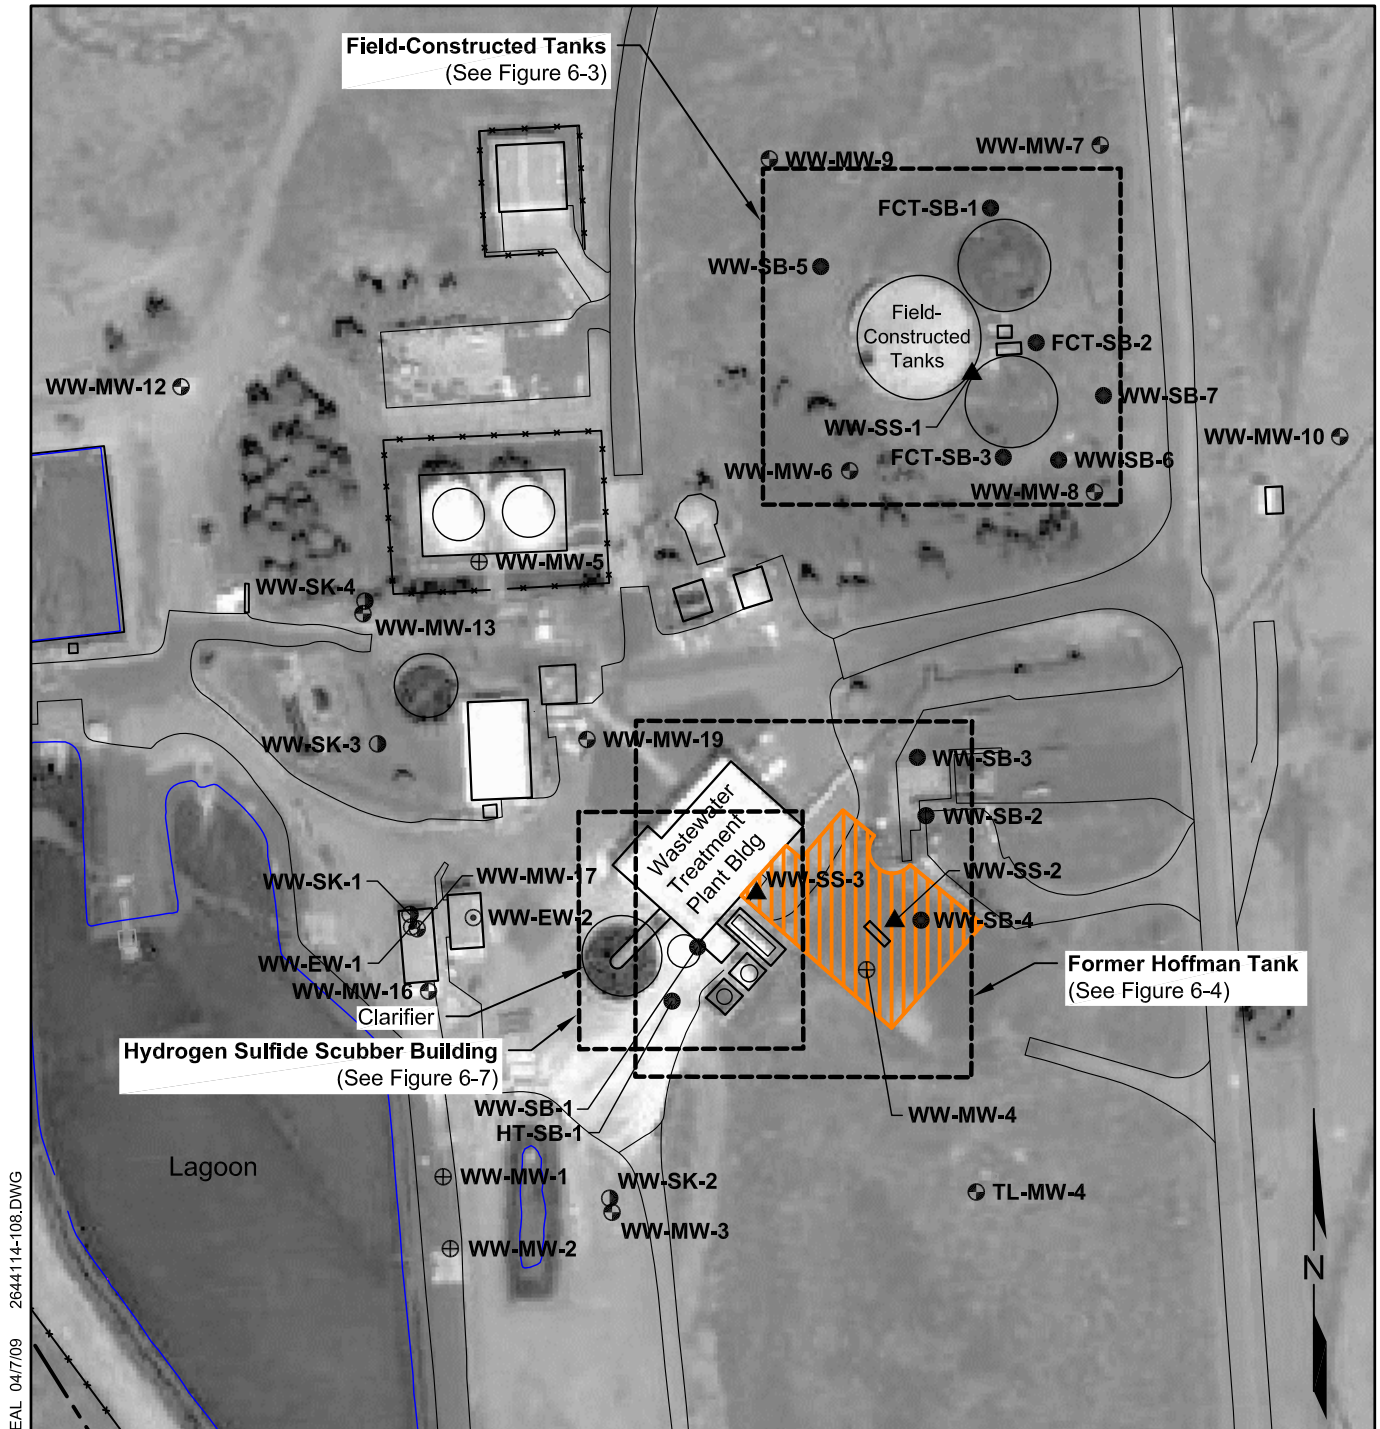 Field-Constructed Tanks
(See Figure 6-3)
WW-MW-9
WW-MW-7
FCT-SB-1
WW-SB-5
Field-
Constructed
Tanks
FCT-SB-2
WW-MW-12
WW-SB-7
WW-SS-1
WW-MW-10
FCT-SB-3
WW-SB-6
WW-MW-6
WW-MW-8
WW-MW-5
WW-SK-4
WW-MW-13
WW-SK-3
WW-MW-19
WW-SB-3
Wastewater
Treatment
Plant Bldg
WW-SB-2
WW-SK-1
WW-MW-17
WW-SS-3
WW-SS-2
WW-EW-2
WW-SB-4
WW-EW-1
WW-MW-16
Former Hoffman Tank
(See Figure 6-4)
Clarifier
Hydrogen Sulfide Scubber Building
(See Figure 6-7)
WW-SB-1
HT-SB-1
WW-MW-4
Lagoon
WW-MW-1
WW-SK-2
TL-MW-4
WW-MW-3
WW-MW-2
N
EAL 04/7/09 2644114-108.DWG